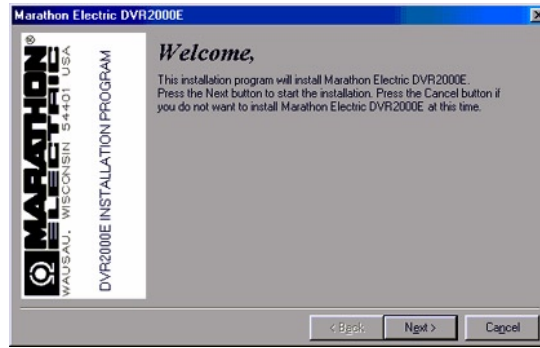 Marathon Electric DVR2000E
MARATHON®
ELECTRIC
WAUSAU, WISCONSIN 54401 USA
DVR2000E INSTALLATION PROGRAM
Welcome,
This installation program will install Marathon Electric DVR2000E.
Press the Next button to start the installation. Press the Cancel button if
you do not want to install Marathon Electric DVR2000E at this time.
< Back
Next >
Cancel